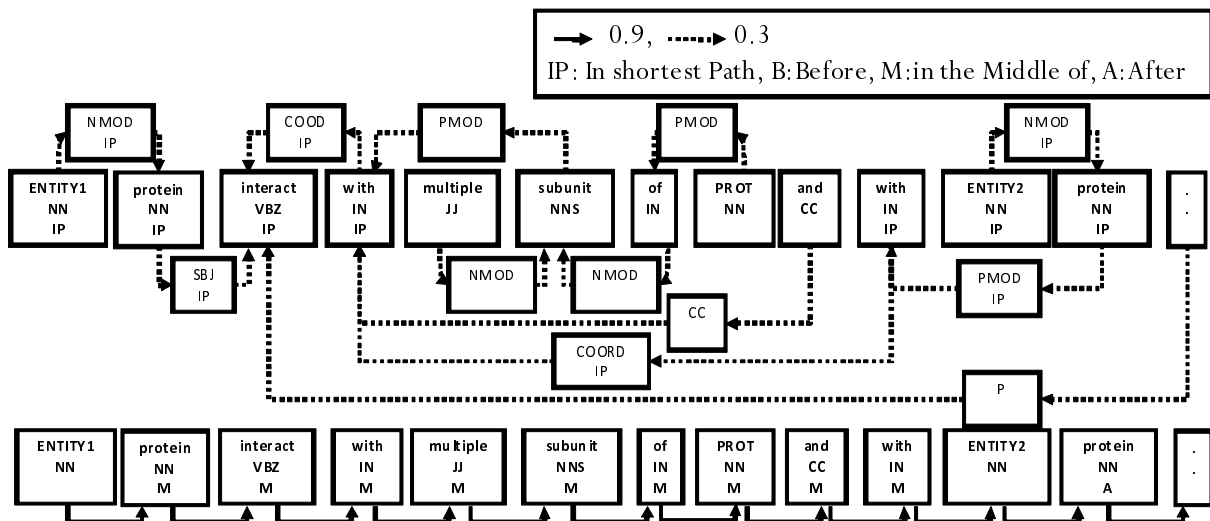 0.9, 0.3
IP: In shortest Path, B:Before, M:in the Middle of, A:After
NMOD COOD PMOD PMOD NMOD
IP IP IP
ENTITY1 protein interact with multiple subunit of PROT and with ENTITY2 protein .
NN NN VBZ IN JJ NNS IN NN CC IN NN NN .
IP IP IP IP IP IP IP
SBJ NMOD NMOD PMOD
IP IP
CC
COORD
IP
P
ENTITY1 protein interact with multiple subunit of PROT and with ENTITY2 protein .
NN NN VBZ IN JJ NNS IN NN CC IN NN NN .
M M M M M M M M M A